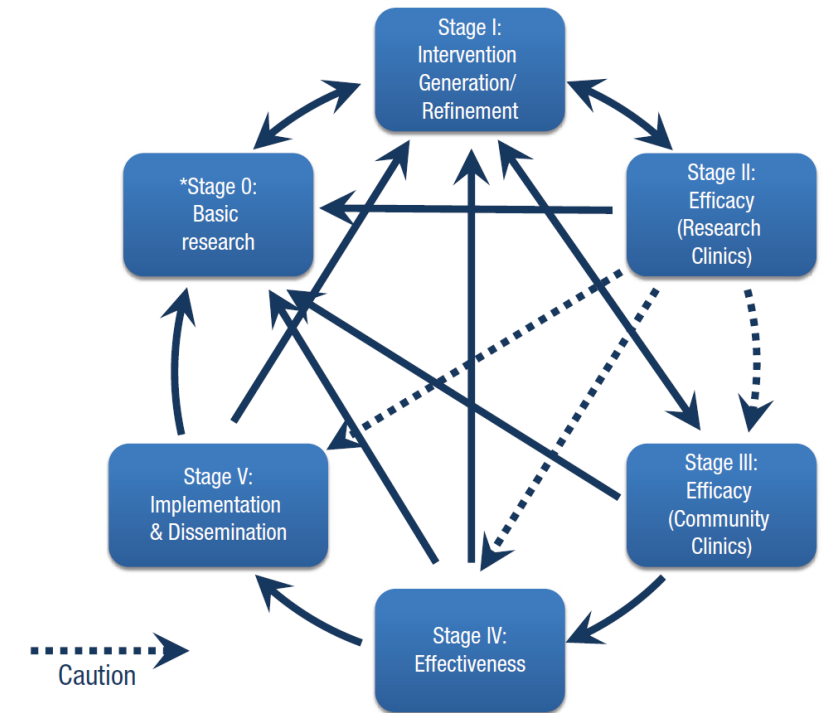 Stage I:
Intervention
Generation/
Refinement
*Stage 0:
Basic
research
Stage II:
Efficacy
(Research
Clinics)
Stage V:
Implementation
& Dissemination
Stage III:
Efficacy
(Community
Clinics)
Stage IV:
Effectiveness
Caution